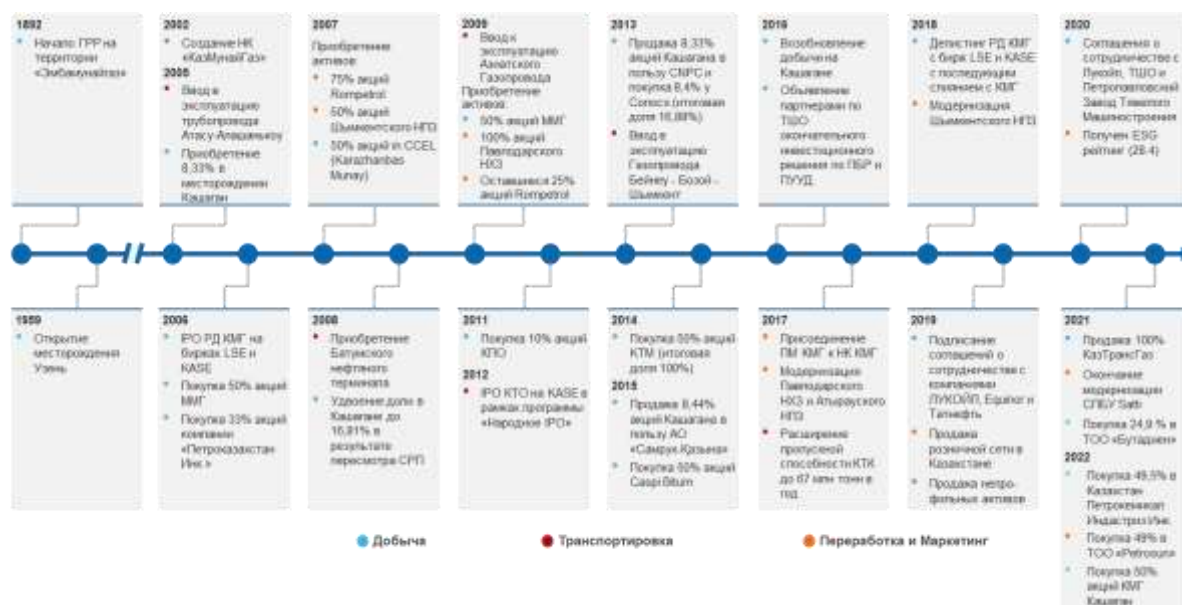 1892
Начало ГРР на
территории
«Эмбамунайгаз»
2002
Создание НК
«КазМунайГаз»
2005
Ввод в
эксплуатацию
трубопровода
Атасу-Алашанькоу
Приобретение
8,33% в
месторождении
Кашаган
2007
Приобретение
активов:
75% акций
Rompetrol
50% акций
Шымкентского НПЗ
50% акций in CCEL
(Karazhanbas
Munay)
2009
Ввод к
эксплуатацию
Азиатского
Газопровода
Приобретение
активов:
50% акций ММГ
100% акций
Павлодарского
НХЗ
Оставшиеся 25%
акций Rompetrol
2013
Продажа 8,33%
акций Кашагана в
пользу CNPC и
покупка 8,4% у
Conoco (итоговая
доля 16,88%)
Ввод в
эксплуатацию
Газопровода
Бейнеу - Бозой -
Шымкент
2016
Возобновление
добычи на
Кашагане
Объявление
партнерами по
ТШО
окончательного
инвестиционного
решения по ПБР и
ПУУД
2018
Делистинг РД КМГ
с бирж LSE и KASE
с последующим
слиянием с КМГ
Модернизация
Шымкентского НПЗ
2020
Соглашения о
сотрудничестве с
Лукойл, ТШО и
Петропавловский
Завод Тяжелого
Машиностроения
Получен ESG
рейтинг (28.4)
1959
Открытие
месторождения
Узень
2006
IPO РД КМГ на
биржах LSE и
KASE
Покупка 50% акций
ММГ
Покупка 33% акций
компании
«Петроказахстан
Инк.»
2008
Приобретение
Батумского
нефтяного
терминала
Удвоение доли в
Кашагане до
16,81% в
результате
пересмотра СРП
2011
Покупка 10% акций
КПО
2012
IPO КТО на KASE в
рамках программы
«Народное IPO»
2014
Покупка 50% акций
КТМ (итоговая
доля 100%)
2015
Продажа 8,44%
акций Кашагана в
пользу АО
«Самрук-Қазына»
Покупка 50% акций
Caspi Bitum
2017
Присоединение
ПМ КМГ к НК КМГ
Модернизация
Павлодарского
НХЗ и Атырауского
НПЗ
Расширение
пропускной
способности КТК
до 67 млн тонн в
год
2019
Подписание
соглашений о
сотрудничестве с
компаниями
ЛУКОЙЛ, Equinor и
Татнефть
Продажа
розничной сети в
Казахстане
Продажа непро-
фильных активов
2021
Продажа 100%
КазТрансГаз
Окончание
модернизации
СПБУ Satti
Покупка 24,9 % в
ТОО «Бутадиен»
2022
Покупка 49,5% в
Казахстан
Петрокемикал
Индастриз Инк.
Покупка 49% в
ТОО «Petrosun»
Покупка 50%
акций КМГ
Кашаган
Добыча
Транспортировка
Переработка и Маркетинг